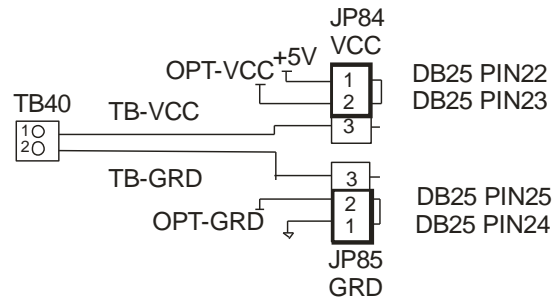 JP84
VCC
+5V
OPT-VCC
1
DB25 PIN22
2
DB25 PIN23
TB40
TB-VCC
3
1
2
TB-GRD
3
DB25 PIN25
OPT-GRD
2
DB25 PIN24
1
JP85
GRD